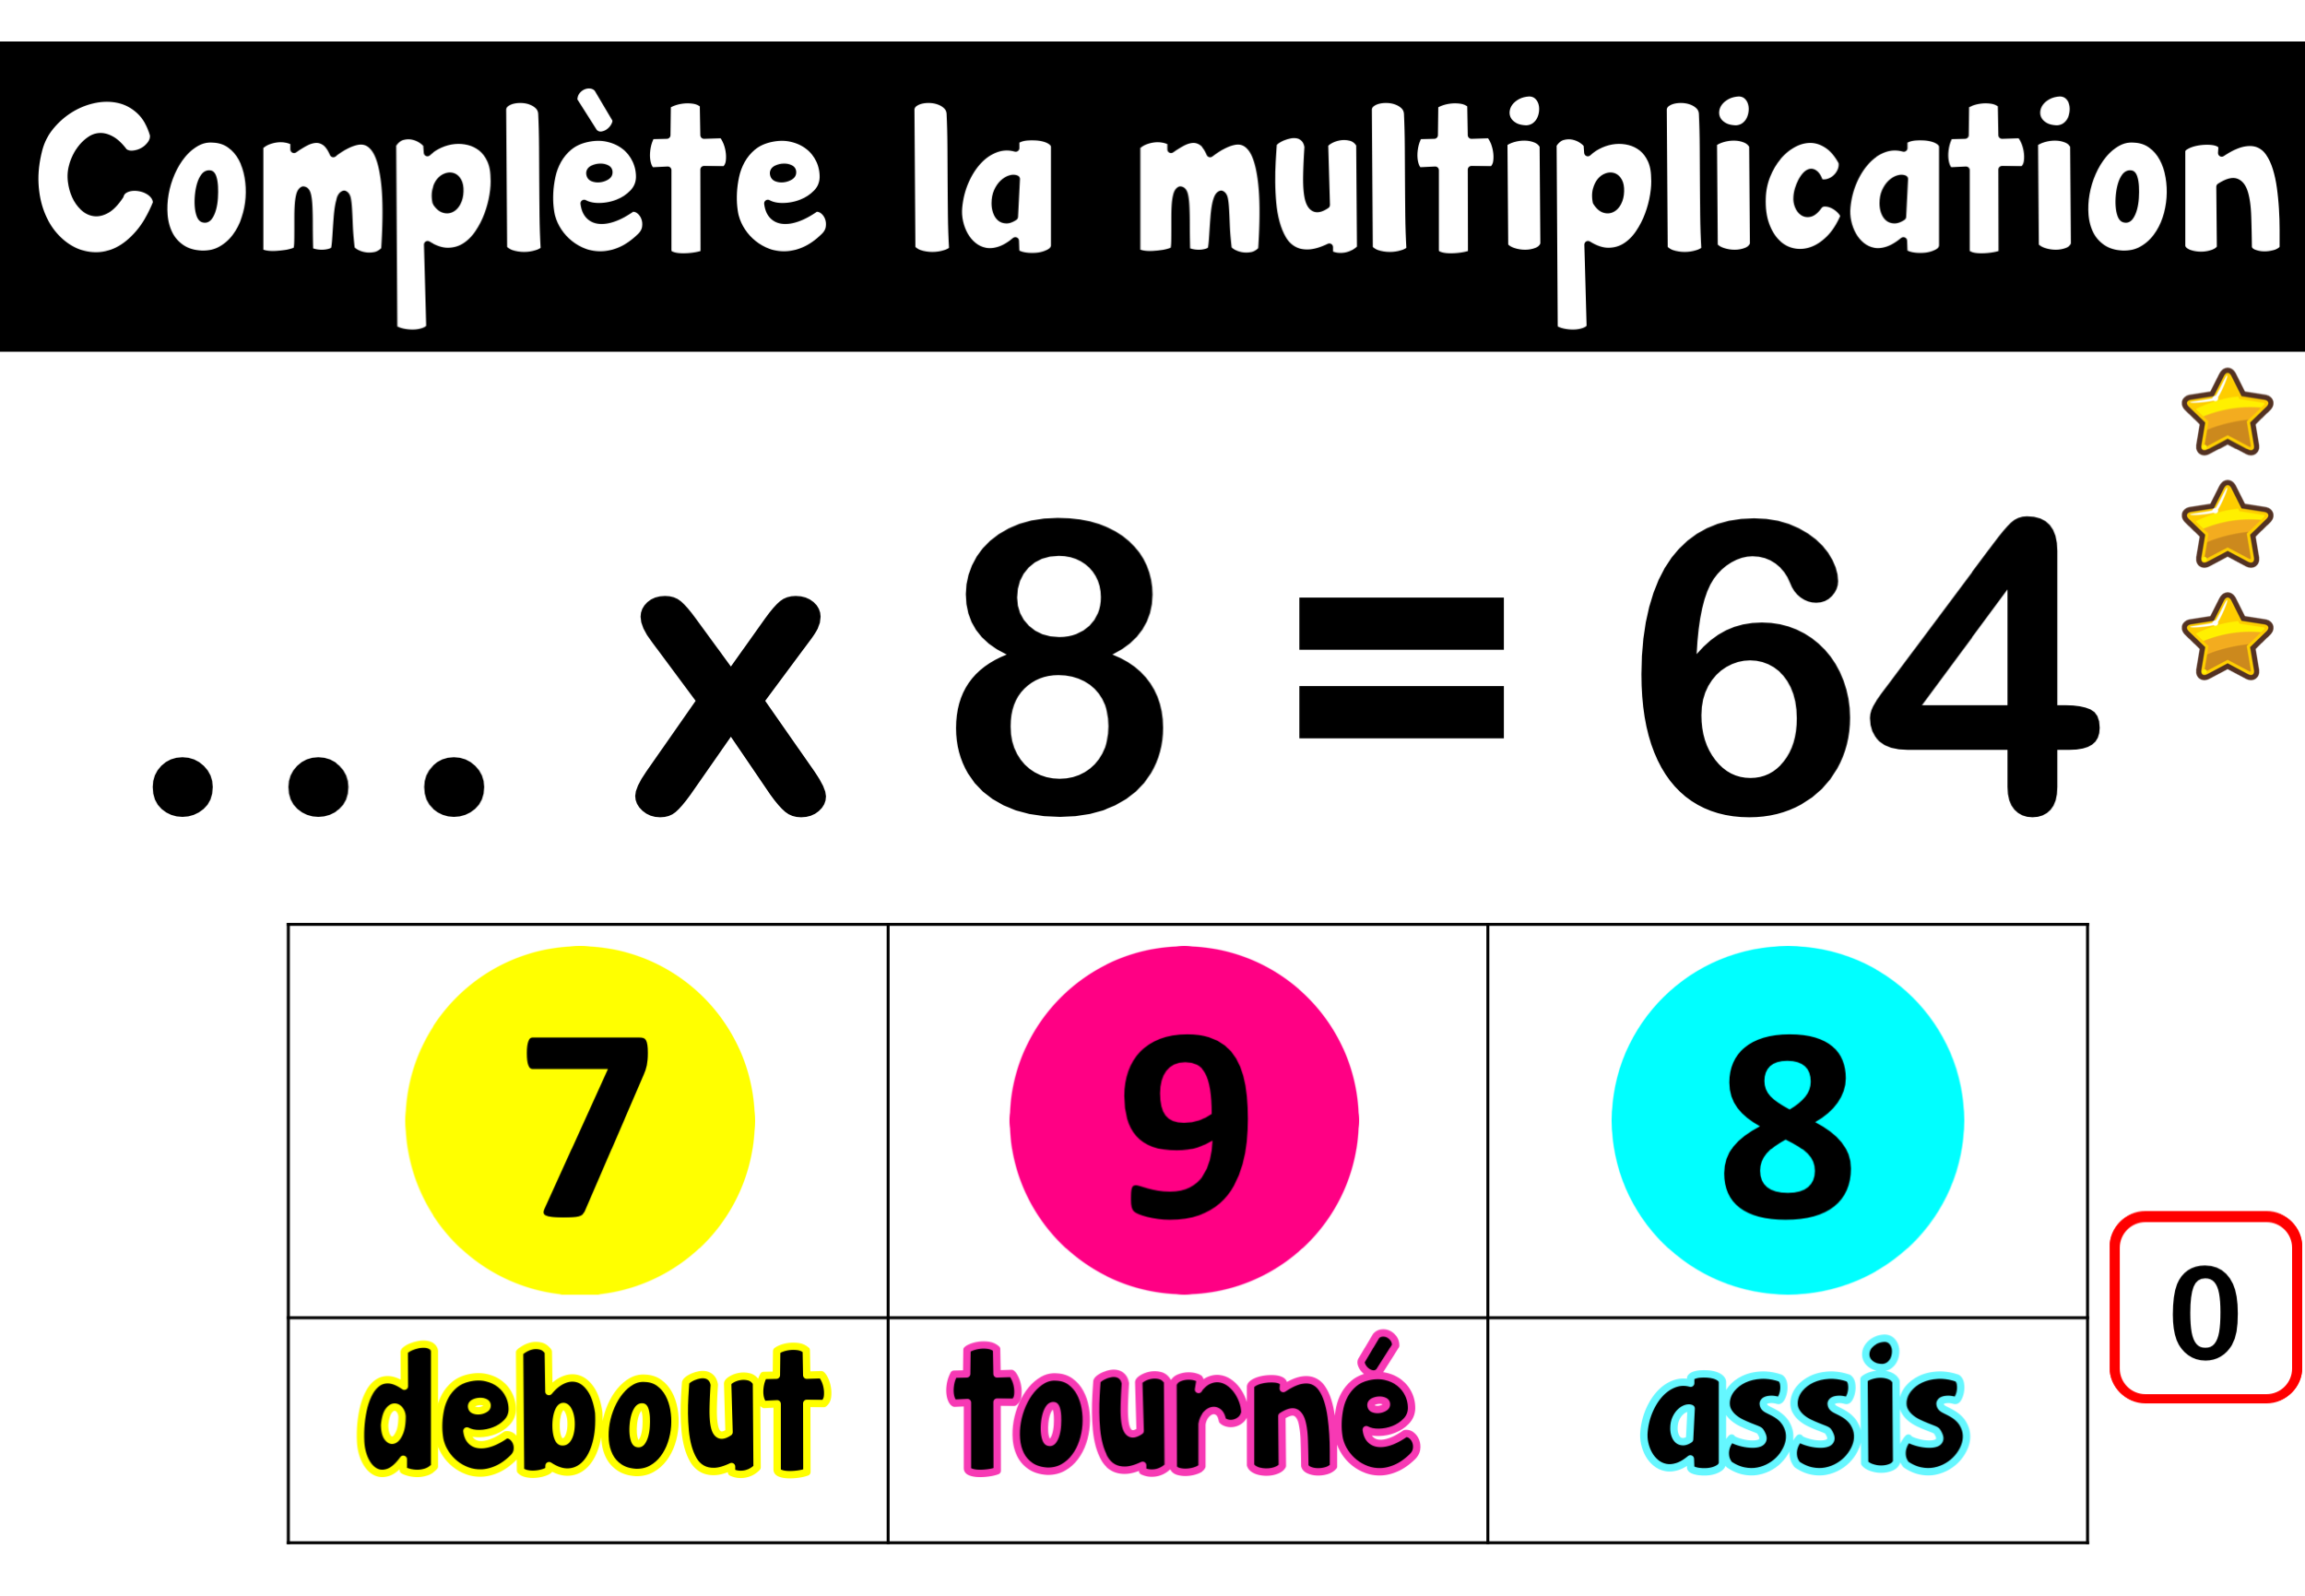 Complète la multiplication
... x 8 = 64
7 9 8
0
debout tourné assis